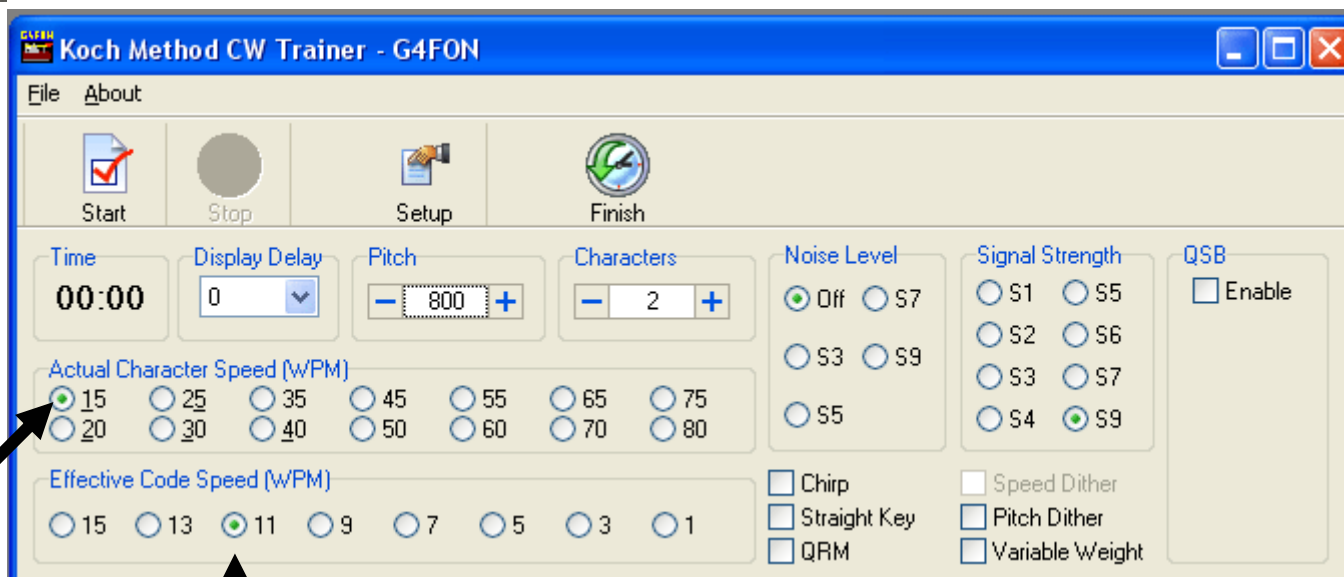 Koch Method CW Trainer - G4FON
File About
Start Stop Setup Finish
Time Display Delay Pitch Characters Noise Level Signal Strength QSB
00:00 0 800 2 Off S7 S1 S5 Enable
S2 S6
S3 S9
Actual Character Speed (WPM) S3 S7
15 25 35 45 55 65 75
20 30 40 50 60 70 80 S5 S4 S9
Effective Code Speed (WPM) Chirp Speed Dither
15 13 11 9 7 5 3 1 Straight Key Pitch Dither
QRM Variable Weight